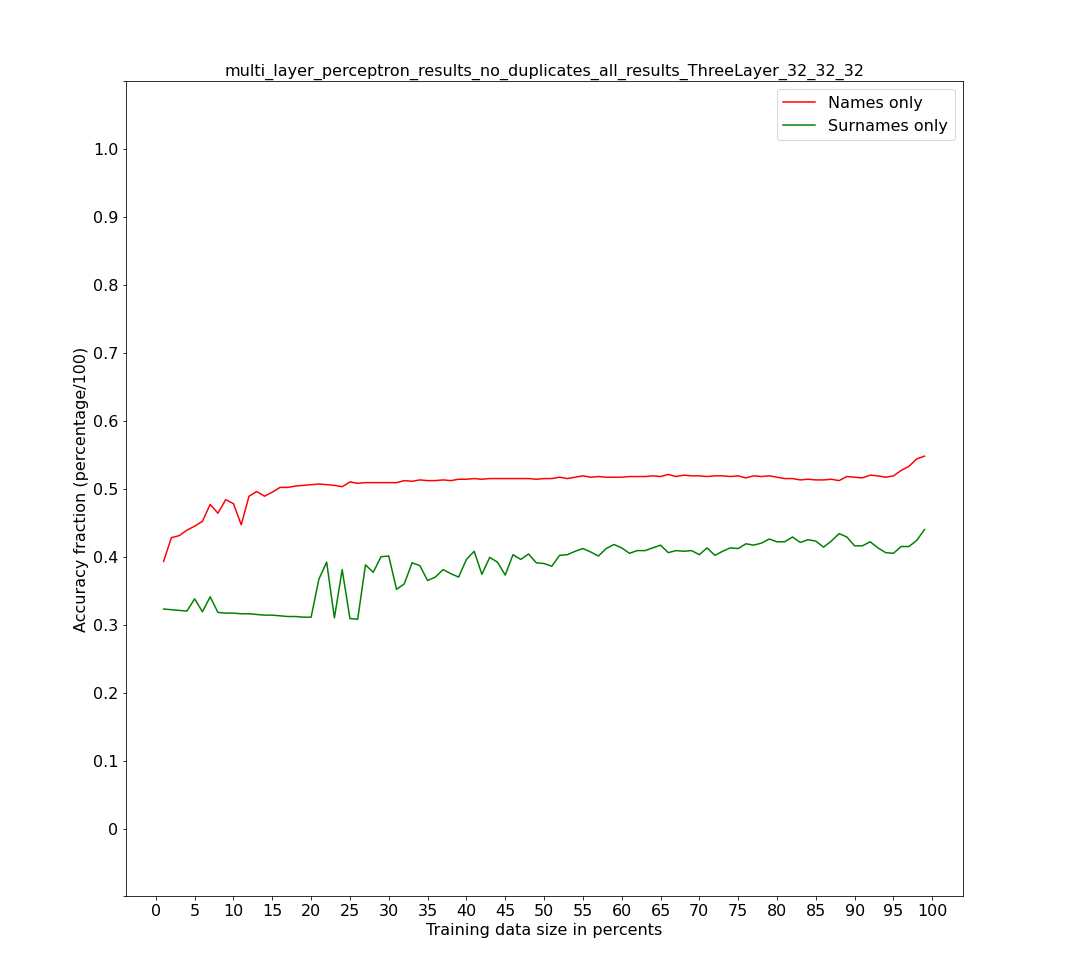 multi_layer_perceptron_results_no_duplicates_all_results_ThreeLayer_32_32_32
Names only
Surnames only
1.0
0.9
0.8
0.7
0.6
0.5
0.4
0.3
0.2
0.1
0
Accuracy fraction (percentage/100)
0 5 10 15 20 25 30 35 40 45 50 55 60 65 70 75 80 85 90 95 100
Training data size in percents